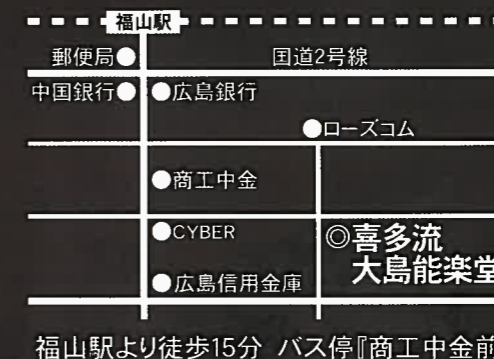 福山駅
郵便局●
国道2号線
中国銀行●
●広島銀行
●ローズコム
●商工中金
●CYBER
◎喜多流
大島能楽堂
●広島信用金庫
福山駅より徒歩15分 バス停『商工中金前